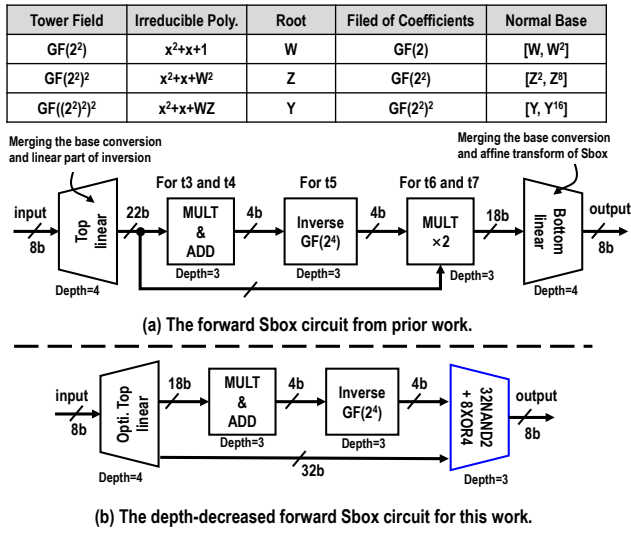 Tower Field Irreducible Poly. Root Filed of Coefficients Normal Base
GF(2²) x²+x+1 W GF(2) [W, W²]
GF(2²)² x²+x+W² Z GF(2²) [Z², Z⁸]
GF((2²)²)² x²+x+WZ Y GF(2²)² [Y, Y¹⁶]
Merging the base conversion
and linear part of inversion
Merging the base conversion
and affine transform of Sbox
For t3 and t4
For t5
For t6 and t7
input
8b
Top
linear
Depth=4
22b
MULT
&
ADD
Depth=3
4b
Inverse
GF(2⁴)
Depth=3
4b
MULT
×2
Depth=3
18b
Bottom
linear
Depth=4
output
8b
(a) The forward Sbox circuit from prior work.
input
8b
Opti. Top
linear
Depth=4
18b
MULT
&
ADD
Depth=3
4b
Inverse
GF(2⁴)
Depth=3
4b
32b
32NAND2
+ 8XOR4
Depth=3
output
8b
(b) The depth-decreased forward Sbox circuit for this work.